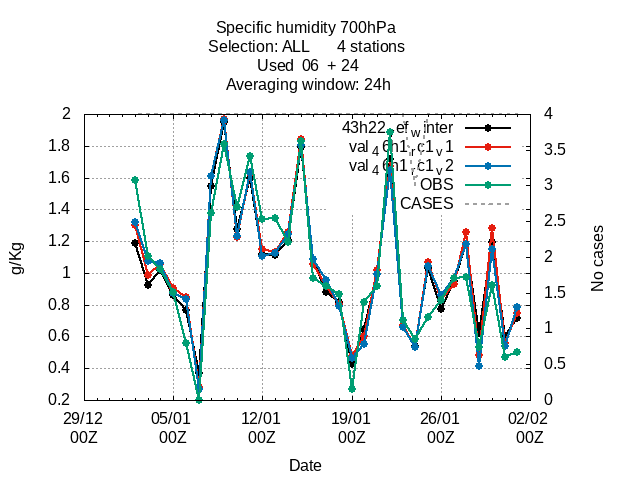 Specific humidity 700hPa
Selection: ALL 4 stations
Used 06 + 24
Averaging window: 24h
43h22_ef_winter
val_46h1_rc1_v1
val_46h1_rc1_v2
OBS
CASES
2
1.8
1.6
1.4
1.2
1
0.8
0.6
0.4
0.2
4
3.5
3
2.5
2
1.5
1
0.5
0
g/Kg
No cases
29/12 05/01 12/01 19/01 26/01 02/02
00Z 00Z 00Z 00Z 00Z 00Z
Date